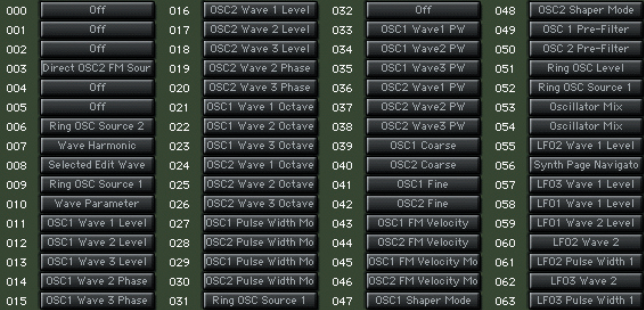 000 Off
001 Off
002 Off
003 Direct OSC2 FM Sour
004 Off
005 Off
006 Ring OSC Source 2
007 Wave Harmonic
008 Selected Edit Wave
009 Ring OSC Source 1
010 Wave Parameter
011 OSC1 Wave 1 Level
012 OSC1 Wave 2 Level
013 OSC1 Wave 3 Level
014 OSC1 Wave 2 Phase
015 OSC1 Wave 3 Phase
016 OSC2 Wave 1 Level
017 OSC2 Wave 2 Level
018 OSC2 Wave 3 Level
019 OSC2 Wave 2 Phase
020 OSC2 Wave 3 Phase
021 OSC1 Wave 1 Octave
022 OSC1 Wave 2 Octave
023 OSC1 Wave 3 Octave
024 OSC2 Wave 1 Octave
025 OSC2 Wave 2 Octave
026 OSC2 Wave 3 Octave
027 OSC1 Pulse Width Mo
028 OSC2 Pulse Width Mo
029 OSC1 Pulse Width Mo
030 OSC2 Pulse Width Mo
031 Ring OSC Source 1
032 Off
033 OSC1 Wave1 PW
034 OSC1 Wave2 PW
035 OSC1 Wave3 PW
036 OSC2 Wave1 PW
037 OSC2 Wave2 PW
038 OSC2 Wave3 PW
039 OSC1 Coarse
040 OSC2 Coarse
041 OSC1 Fine
042 OSC2 Fine
043 OSC1 FM Velocity
044 OSC2 FM Velocity
045 OSC1 FM Velocity Mo
046 OSC2 FM Velocity Mo
047 OSC1 Shaper Mode
048 OSC2 Shaper Mode
049 OSC 1 Pre-Filter
050 OSC 2 Pre-Filter
051 Ring OSC Level
052 Ring OSC Source 1
053 Oscillator Mix
054 Oscillator Mix
055 LFO2 Wave 1 Level
056 Synth Page Navigato
057 LFO3 Wave 1 Level
058 LFO1 Wave 1 Level
059 LFO1 Wave 2 Level
060 LFO2 Wave 2
061 LFO2 Pulse Width 1
062 LFO3 Wave 2
063 LFO3 Pulse Width 1